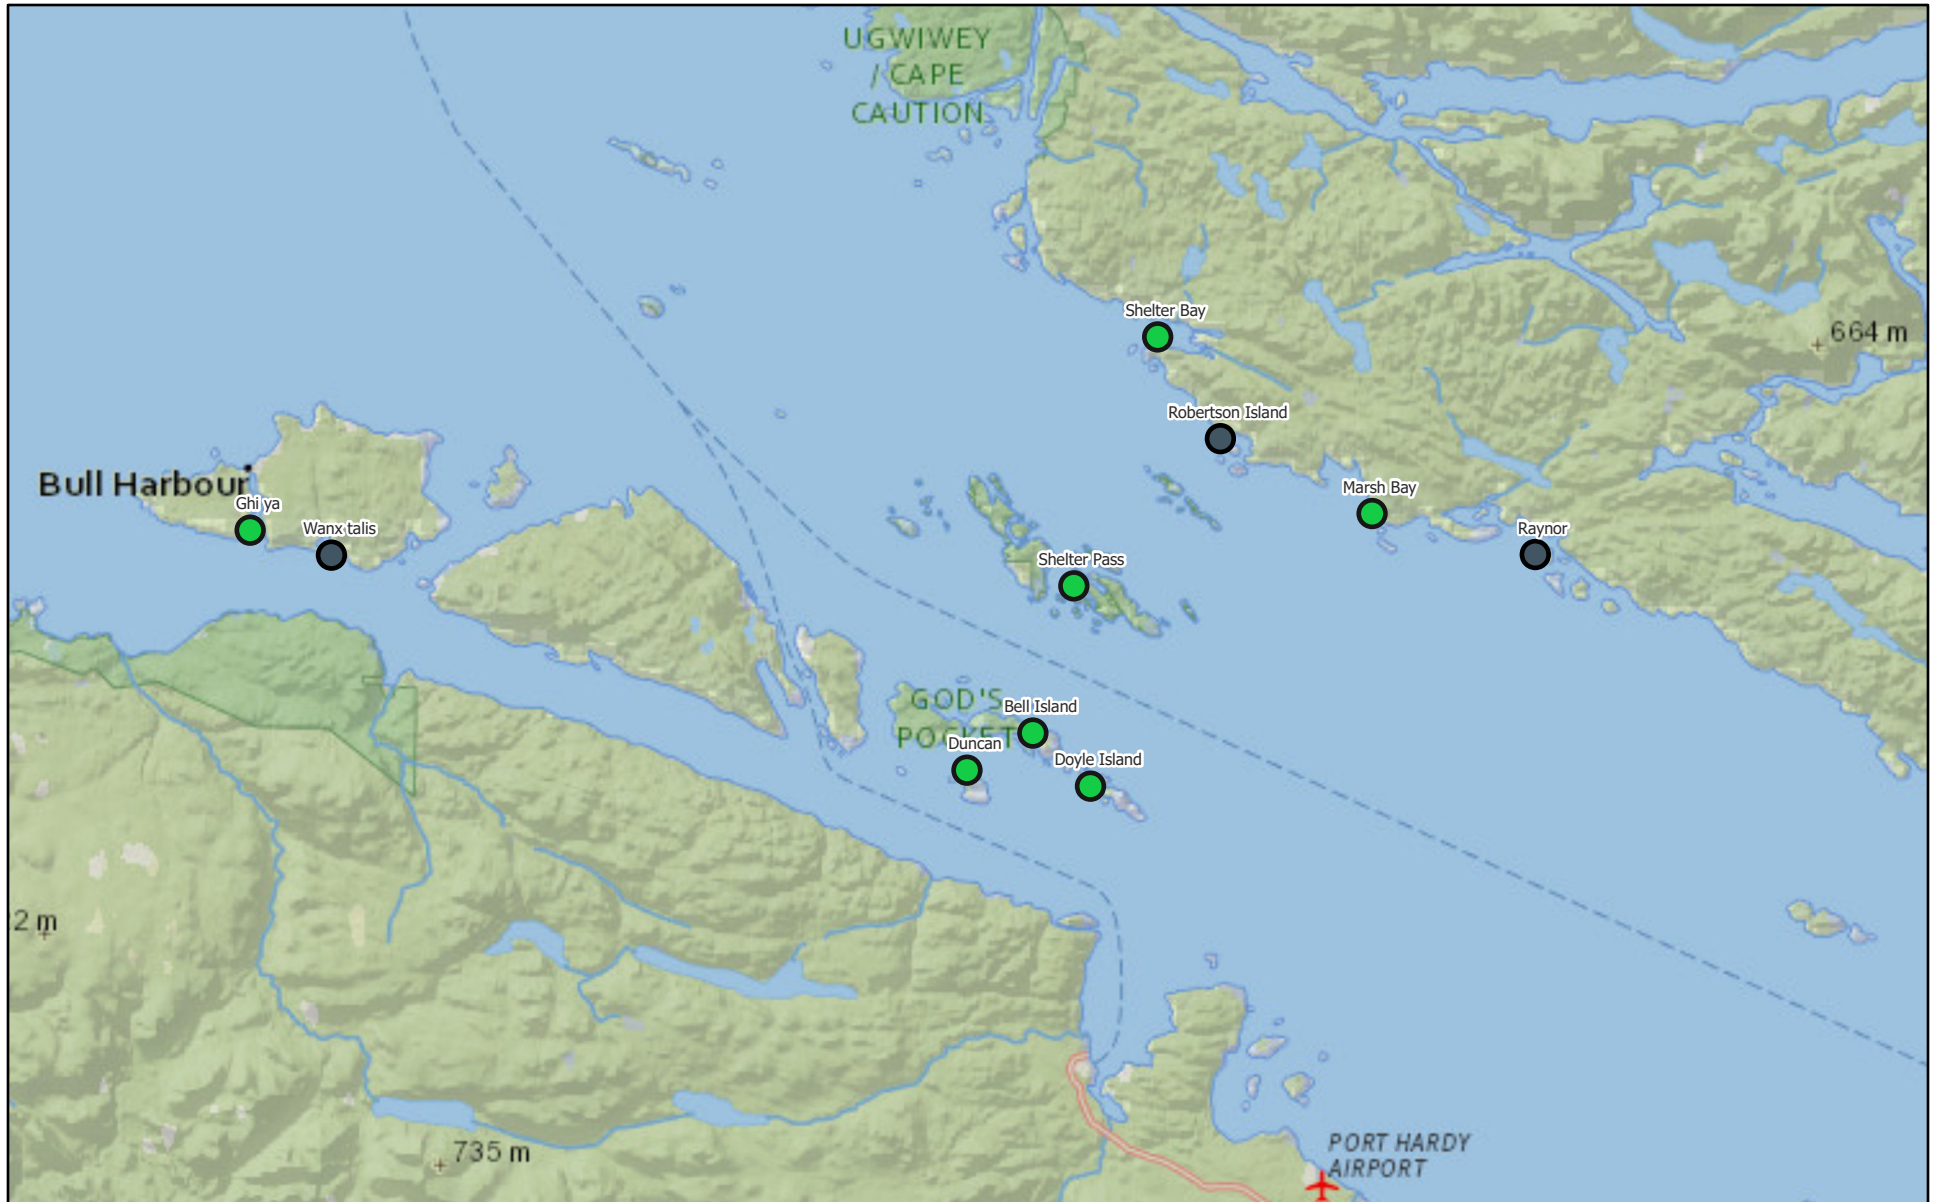 UGWIWEY
/ CAPE
CAUTION
Shelter Bay
664 m
Robertson Island
Bull Harbour
Marsh Bay
Ghi ya
Wanx talis
Raynor
Shelter Pass
GOD'S
POCKET
Bell Island
Duncan
Doyle Island
2 m
735 m
PORT HARDY
AIRPORT